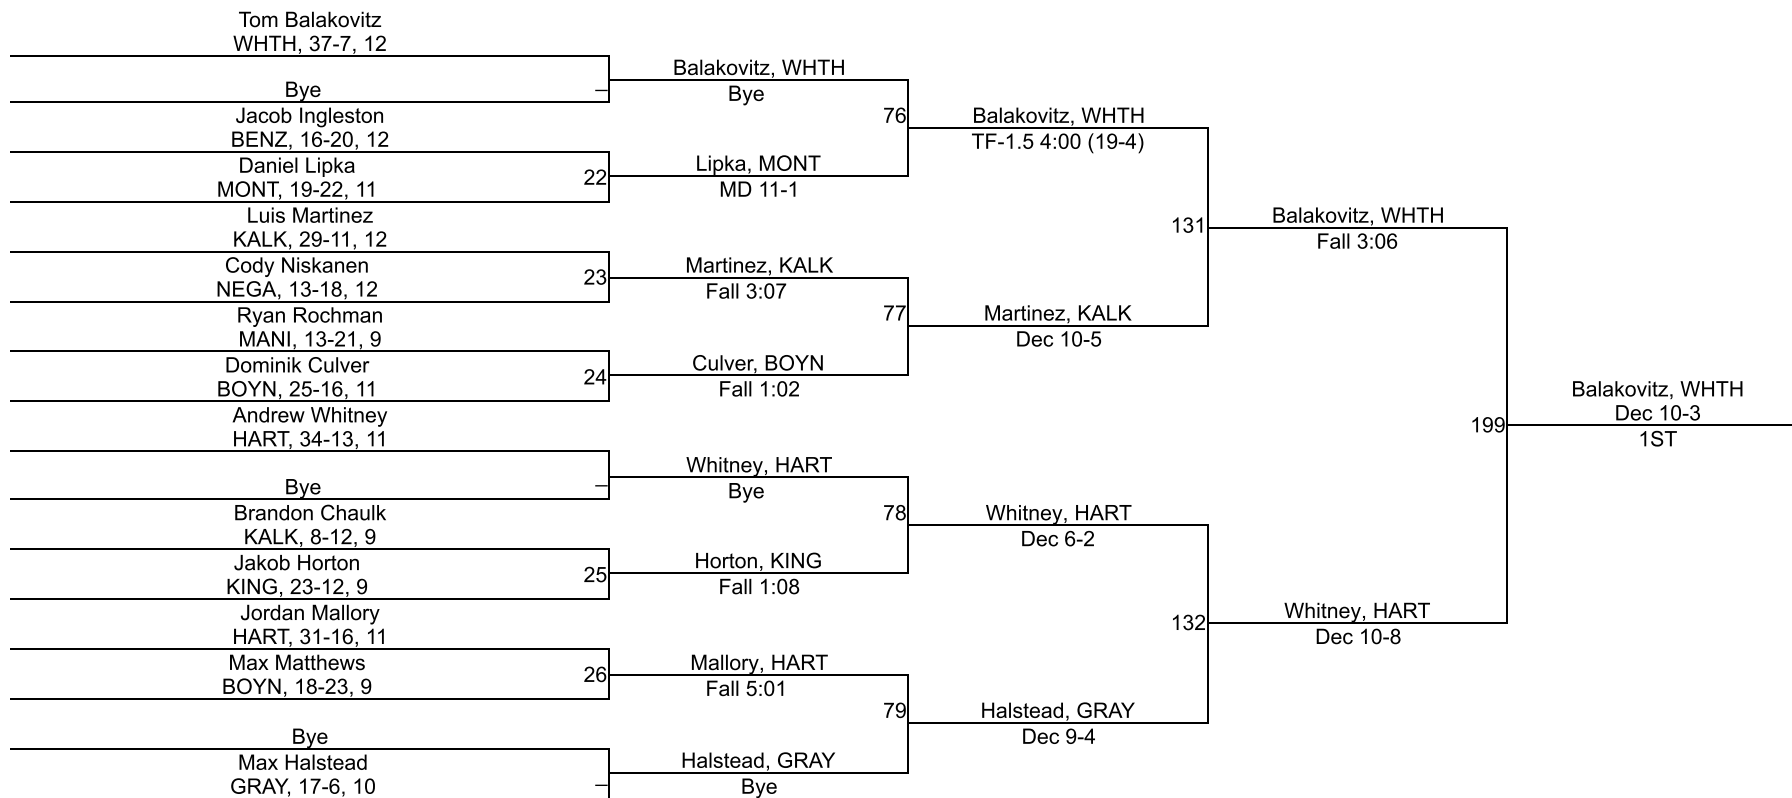 Tom Balakovitz
WHTH, 37-7, 12
Bye
Jacob Ingleston
BENZ, 16-20, 12
Daniel Lipka
MONT, 19-22, 11
22
Luis Martinez
KALK, 29-11, 12
Cody Niskanen
NEGA, 13-18, 12
23
Ryan Rochman
MANI, 13-21, 9
Dominik Culver
BOYN, 25-16, 11
24
Andrew Whitney
HART, 34-13, 11
Bye
Brandon Chaulk
KALK, 8-12, 9
Jakob Horton
KING, 23-12, 9
25
Jordan Mallory
HART, 31-16, 11
Max Matthews
BOYN, 18-23, 9
26
Bye
Max Halstead
GRAY, 17-6, 10
Balakovitz, WHTH
Bye
76
Lipka, MONT
MD 11-1
Martinez, KALK
Fall 3:07
77
Culver, BOYN
Fall 1:02
Whitney, HART
Bye
78
Horton, KING
Fall 1:08
Mallory, HART
Fall 5:01
79
Halstead, GRAY
Bye
Balakovitz, WHTH
TF-1.5 4:00 (19-4)
131
Martinez, KALK
Dec 10-5
Whitney, HART
Dec 6-2
132
Halstead, GRAY
Dec 9-4
Balakovitz, WHTH
Fall 3:06
199
Whitney, HART
Dec 10-8
Balakovitz, WHTH
Dec 10-3
1ST